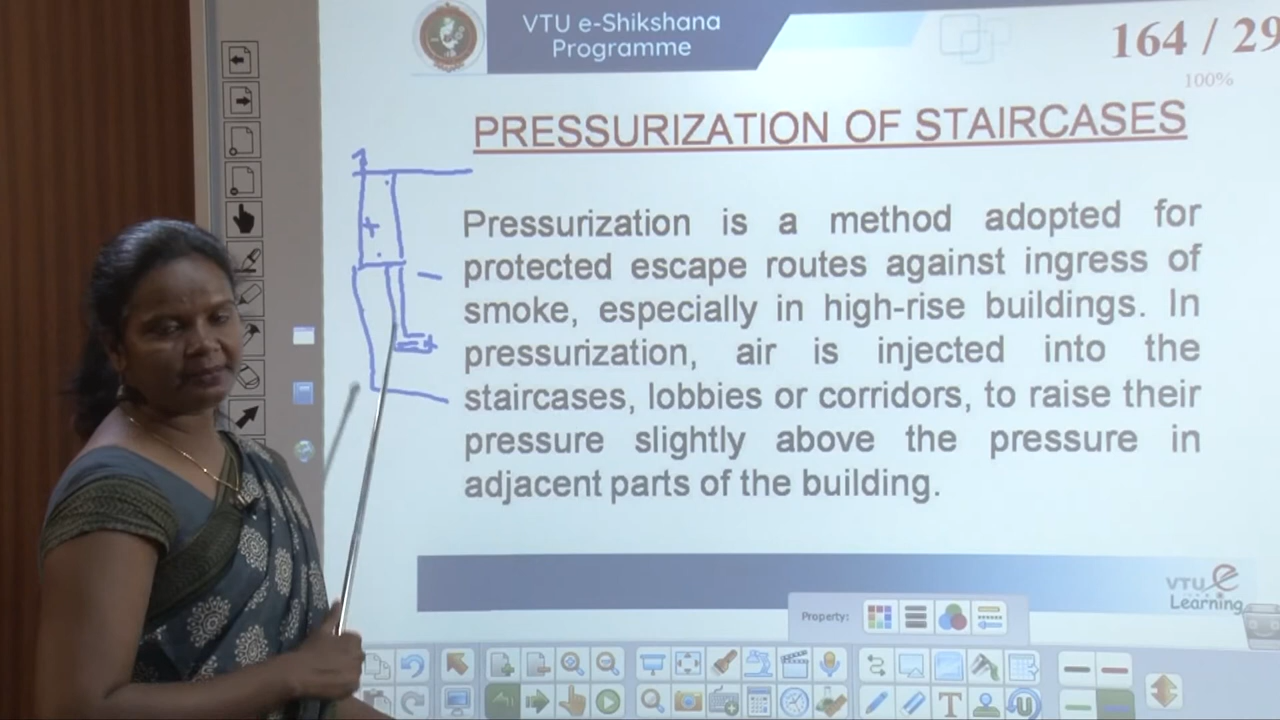 VTU e-Shikshana
Programme
164 / 29
100%
PRESSURIZATION OF STAIRCASES
Pressurization is a method adopted for
protected escape routes against ingress of
smoke, especially in high-rise buildings. In
pressurization, air is injected into the
staircases, lobbies or corridors, to raise their
pressure slightly above the pressure in
adjacent parts of the building.
VTU e
Learning
Property: